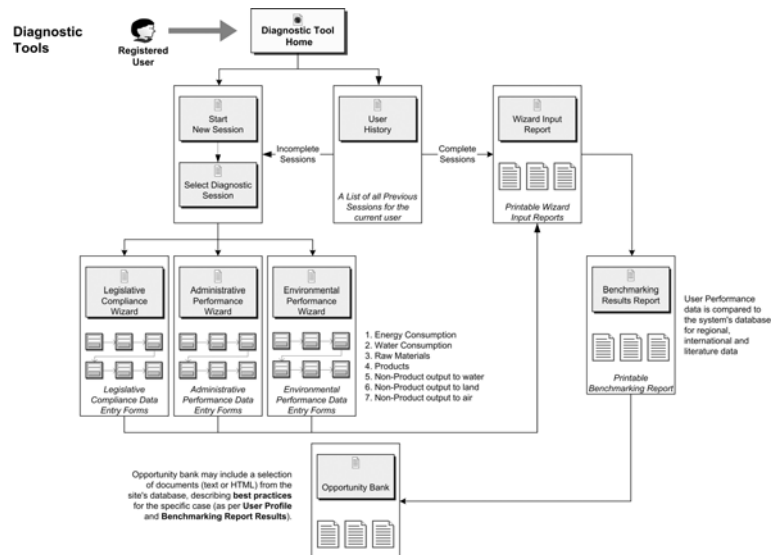 Diagnostic
Tools
Registered
User
Diagnostic Tool
Home
Start
New Session
Select Diagnostic
Session
Incomplete
Sessions
User
History
A List of all Previous
Sessions for the
current user
Complete
Sessions
Wizard Input
Report
Printable Wizard
Input Reports
Legislative
Compliance
Wizard
Legislative
Compliance Data
Entry Forms
Administrative
Performance
Wizard
Administrative
Performance Data
Entry Forms
Environmental
Performance
Wizard
Environmental
Performance Data
Entry Forms
1. Energy Consumption
2. Water Consumption
3. Raw Materials
4. Products
5. Non-Product output to water
6. Non-Product output to land
7. Non-Product output to air
Benchmarking
Results Report
Printable
Benchmarking Report
User Performance
data is compared to
the system's database
for regional,
international and
literature data
Opportunity bank may include a selection
of documents (text or HTML) from the
site's database, describing best practices
for the specific case (as per User Profile
and Benchmarking Report Results).
Opportunity Bank